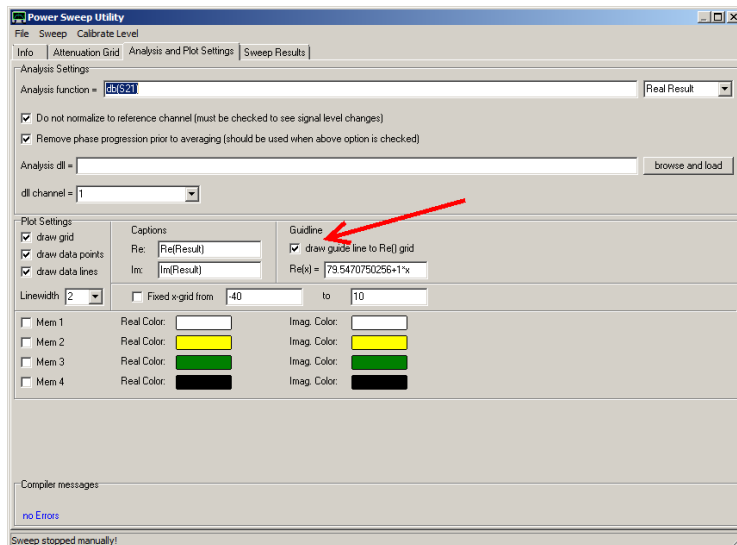 Power Sweep Utility
File Sweep Calibrate Level
Info Attenuation Grid Analysis and Plot Settings Sweep Results
Analysis Settings
Analysis function = db(S21) Real Result
Do not normalize to reference channel (must be checked to see signal level changes)
Remove phase progression prior to averaging (should be used when above option is checked)
Analysis dll = browse and load
dll channel = 1
Plot Settings Captions Guidline
draw grid Re: Re(Result) draw guide line to Re() grid
draw data points
draw data lines Im: Im(Result) Re(x) = 79.5470750256+1*x
Linewidth 2 Fixed x-grid from -40 to 10
Mem 1 Real Color: Imag. Color:
Mem 2 Real Color: Imag. Color:
Mem 3 Real Color: Imag. Color:
Mem 4 Real Color: Imag. Color:
Compiler messages
no Errors
Sweep stopped manually!